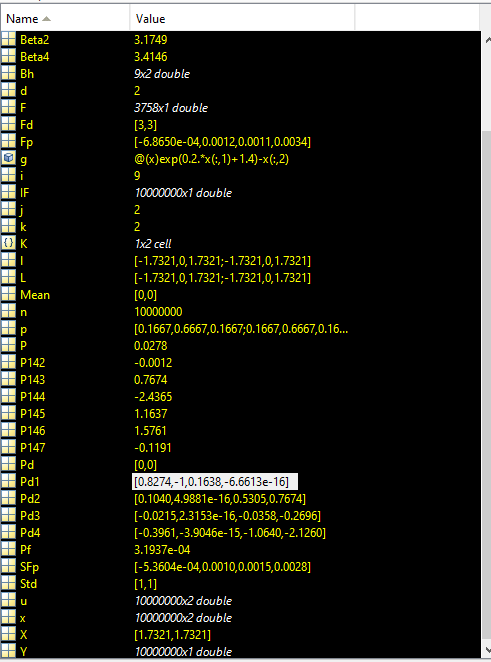 Name Value
Beta2 3.1749
Beta4 3.4146
Bh 9x2 double
d 2
F 3758x1 double
Fd [3,3]
Fp [-6.8650e-04,0.0012,0.0011,0.0034]
g @(x)exp(0.2.*x(:,1)+1.4)-x(:,2)
i 9
IF 10000000x1 double
j 2
k 2
{} K 1x2 cell
l [-1.7321,0,1.7321;-1.7321,0,1.7321]
L [-1.7321,0,1.7321;-1.7321,0,1.7321]
Mean [0,0]
n 10000000
p [0.1667,0.6667,0.1667;0.1667,0.6667,0.16...
P 0.0278
P142 -0.0012
P143 0.7674
P144 -2.4365
P145 1.1637
P146 1.5761
P147 -0.1191
Pd [0,0]
Pd1 [0.8274,-1,0.1638,-6.6613e-16]
Pd2 [0.1040,4.9881e-16,0.5305,0.7674]
Pd3 [-0.0215,2.3153e-16,-0.0358,-0.2696]
Pd4 [-0.3961,-3.9046e-15,-1.0640,-2.1260]
Pf 3.1937e-04
SFp [-5.3604e-04,0.0010,0.0015,0.0028]
Std [1,1]
u 10000000x2 double
x 10000000x2 double
X [1.7321,1.7321]
Y 10000000x1 double